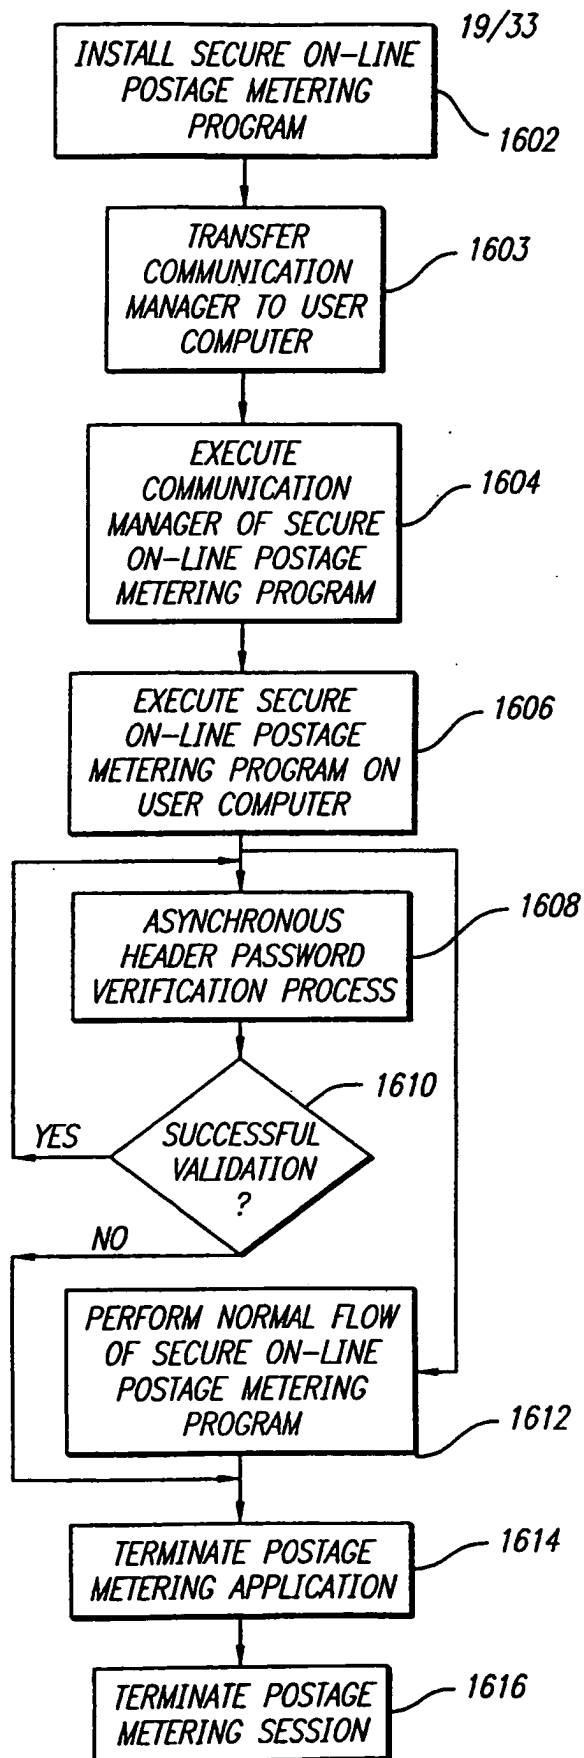 19/33
INSTALL SECURE ON-LINE
POSTAGE METERING
PROGRAM
1602
TRANSFER
COMMUNICATION
MANAGER TO USER
COMPUTER
1603
EXECUTE
COMMUNICATION
MANAGER OF SECURE
ON-LINE POSTAGE
METERING PROGRAM
1604
EXECUTE SECURE
ON-LINE POSTAGE
METERING PROGRAM ON
USER COMPUTER
1606
ASYNCHRONOUS
HEADER PASSWORD
VERIFICATION PROCESS
1608
SUCCESSFUL
VALIDATION
?
1610
YES
NO
PERFORM NORMAL FLOW
OF SECURE ON-LINE
POSTAGE METERING
PROGRAM
1612
TERMINATE POSTAGE
METERING APPLICATION
1614
TERMINATE POSTAGE
METERING SESSION
1616